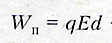 Wп = qEd